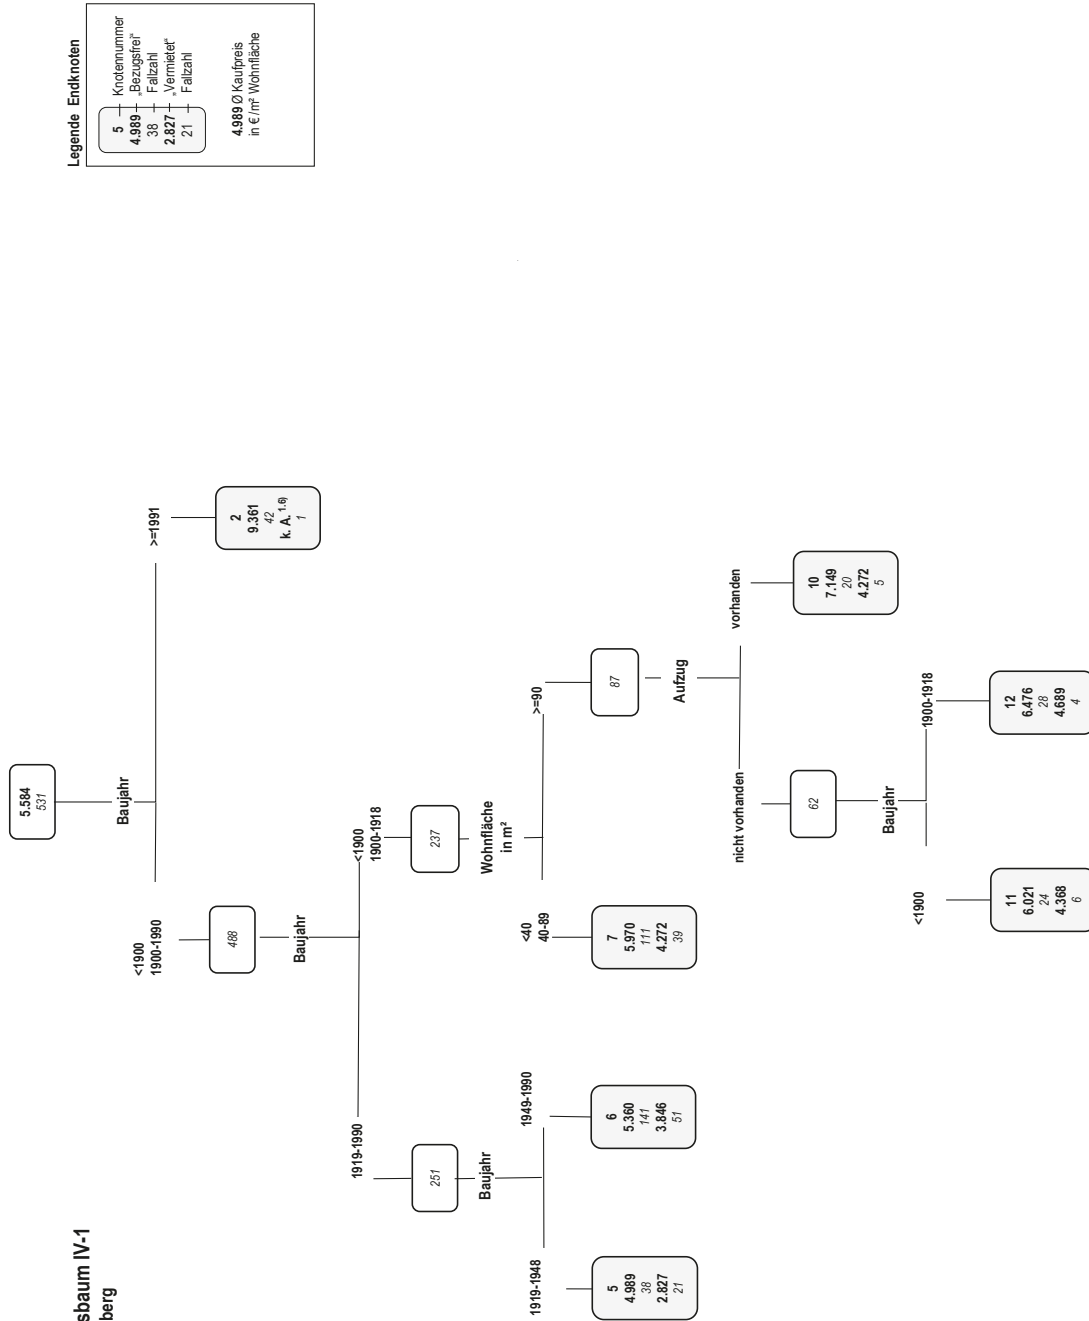 sbaum IV-1
berg
Legende Endknoten
5
4.989
38
2.827
21
Knotennummer
„Bezugsfrei“
Fallzahl
„Vermietet“
Fallzahl
4.989 Ø Kaufpreis
in € /m² Wohnfläche
5.584
531
Baujahr
<1900
1900-1990
>=1991
488
2
9.361
42
k. A. 1.6)
1
Baujahr
1919-1990
<1900
1900-1918
251
237
Baujahr
Wohnfläche
in m²
1919-1948
1949-1990
<40
40-89
>=90
5
4.989
38
2.827
21
6
5.360
141
3.846
51
7
5.970
111
4.272
39
87
Aufzug
nicht vorhanden
vorhanden
62
10
7.149
20
4.272
5
Baujahr
<1900
1900-1918
11
6.021
24
4.368
6
12
6.476
28
4.689
4